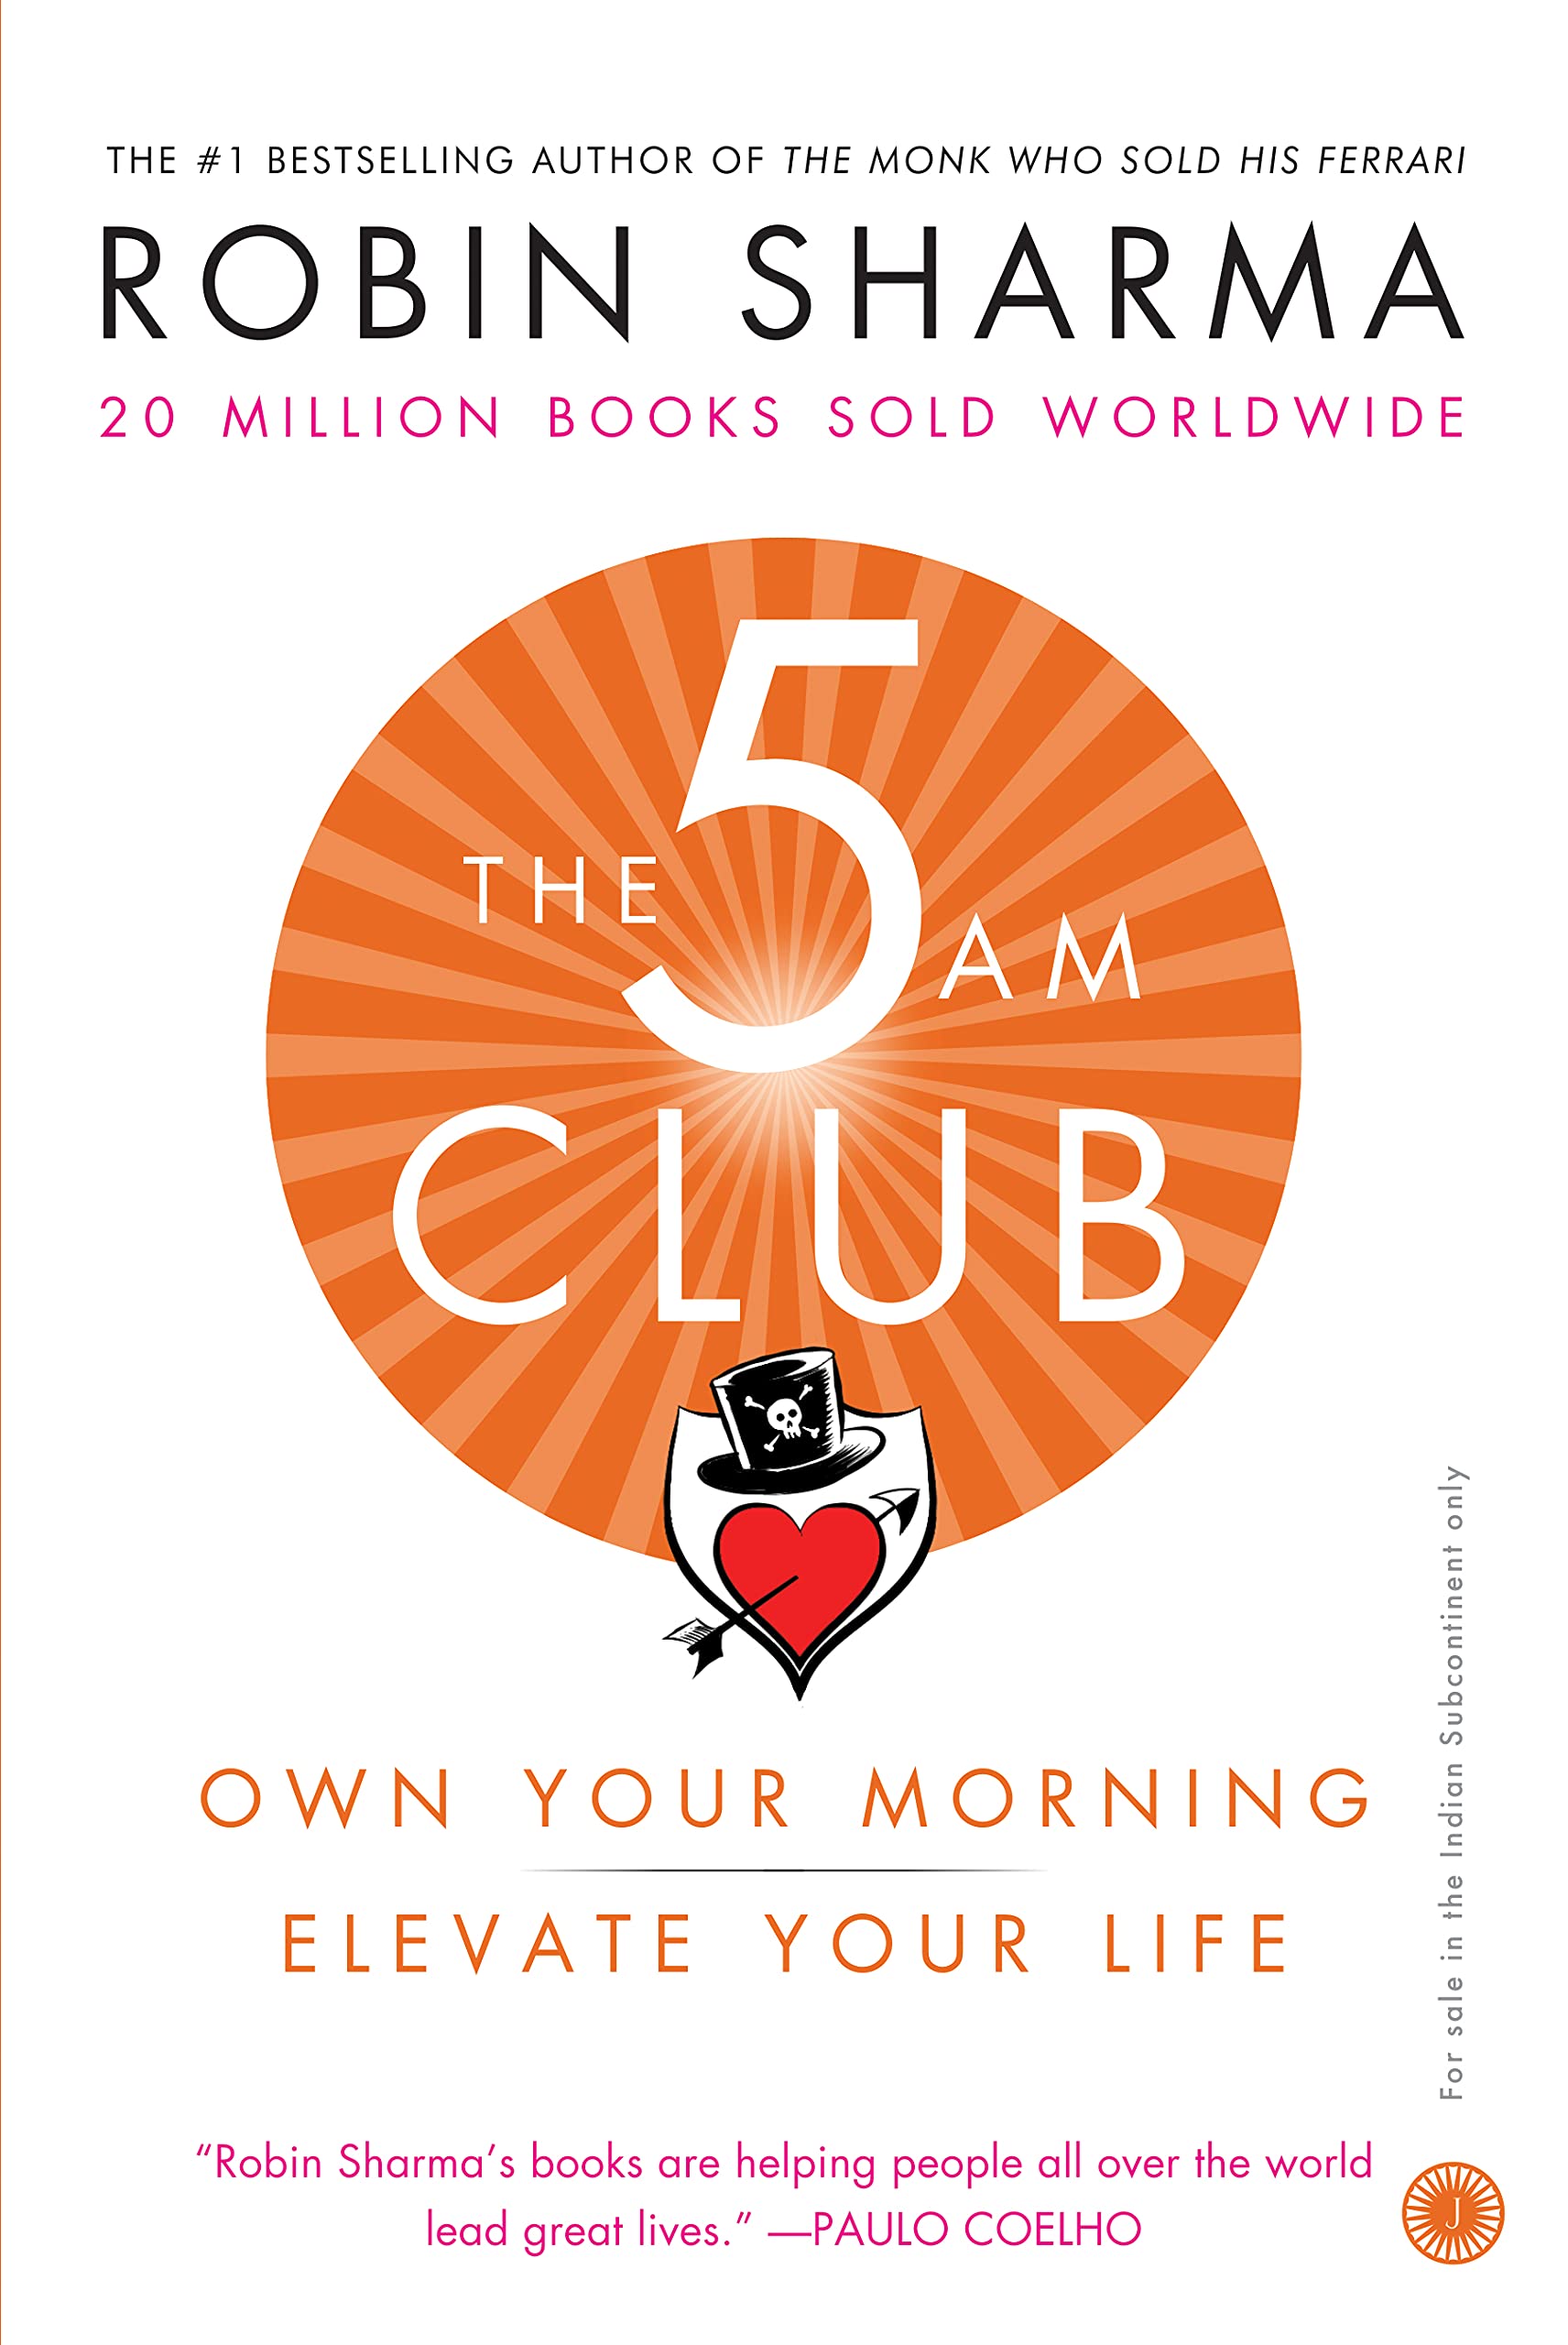 THE #1 BESTSELLING AUTHOR OF THE MONK WHO SOLD HIS FERRARI
ROBIN SHARMA
20 MILLION BOOKS SOLD WORLDWIDE
THE 5 AM
CLUB
OWN YOUR MORNING
ELEVATE YOUR LIFE
For sale in the Indian Subcontinent only
“Robin Sharma’s books are helping people all over the world
lead great lives.” —PAULO COELHO
J